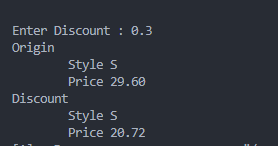 Enter Discount : 0.3
Origin
Style S
Price 29.60
Discount
Style S
Price 20.72